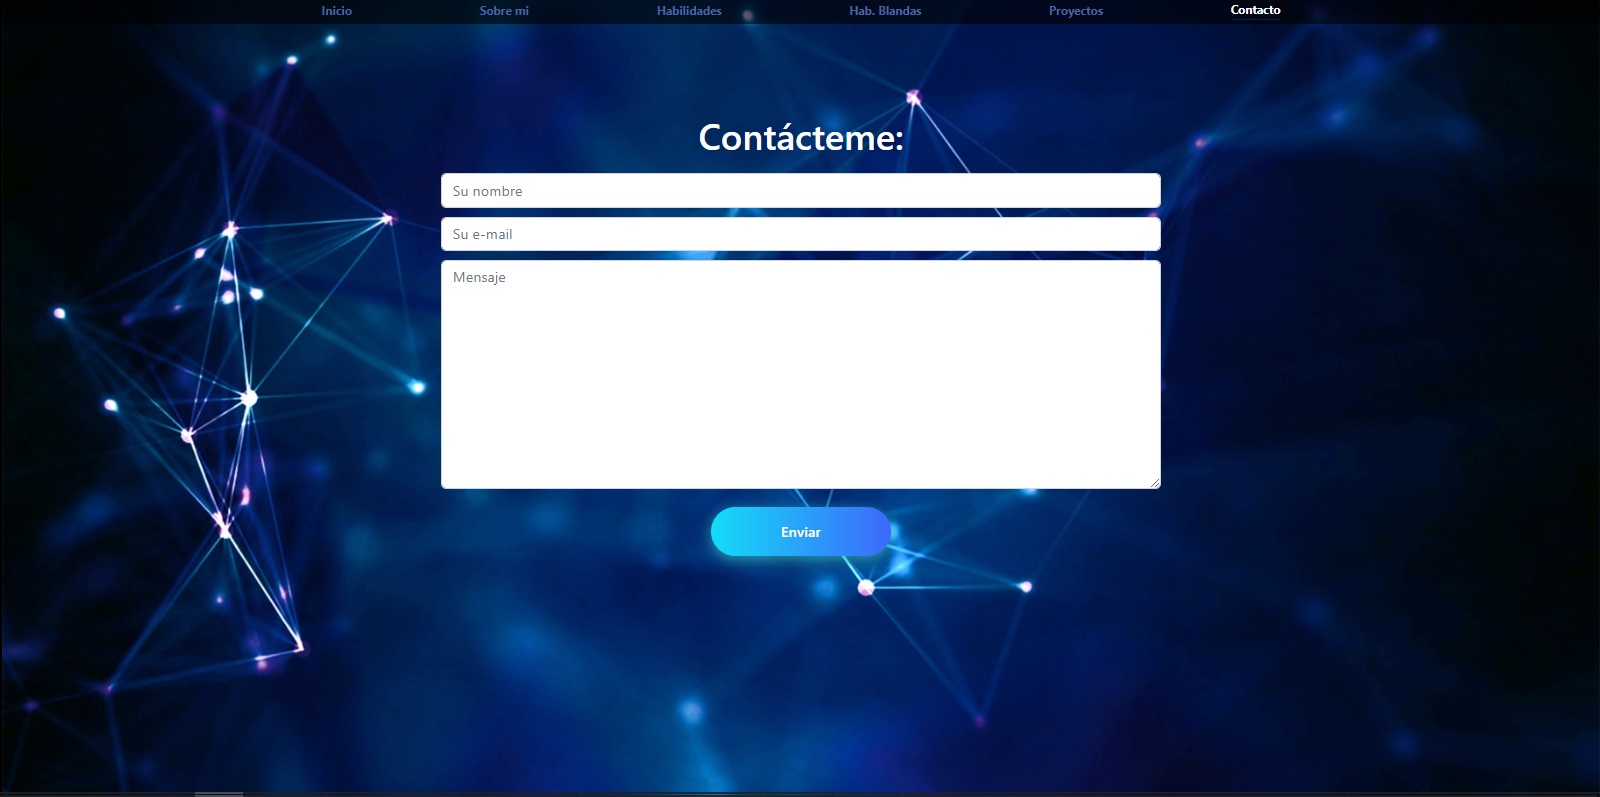 Inicio Sobre mi Habilidades Hab. Blandas Proyectos Contacto
Contácteme:
Su nombre
Su e-mail
Mensaje
Enviar